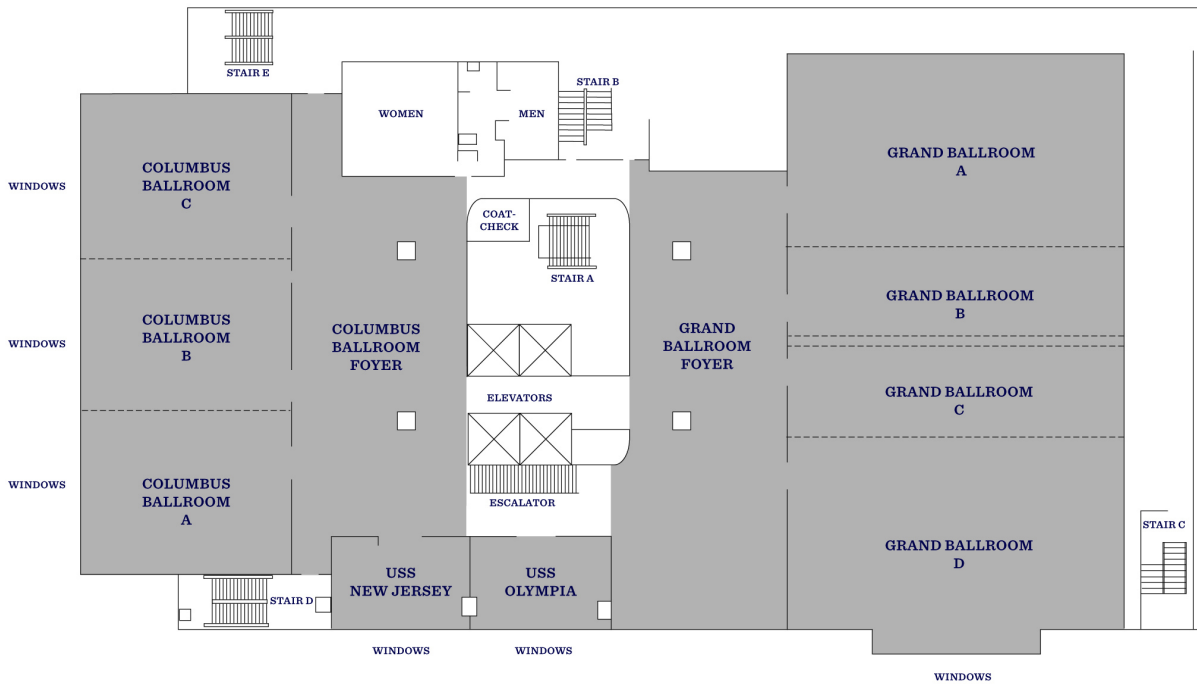 STAIR E
STAIR B
WOMEN
MEN
WINDOWS
COLUMBUS
BALLROOM
C
GRAND BALLROOM
A
COAT-
CHECK
STAIR A
WINDOWS
COLUMBUS
BALLROOM
B
COLUMBUS
BALLROOM
FOYER
GRAND
BALLROOM
FOYER
GRAND BALLROOM
B
ELEVATORS
GRAND BALLROOM
C
WINDOWS
COLUMBUS
BALLROOM
A
ESCALATOR
STAIR C
GRAND BALLROOM
D
STAIR D
USS
NEW JERSEY
USS
OLYMPIA
WINDOWS
WINDOWS
WINDOWS